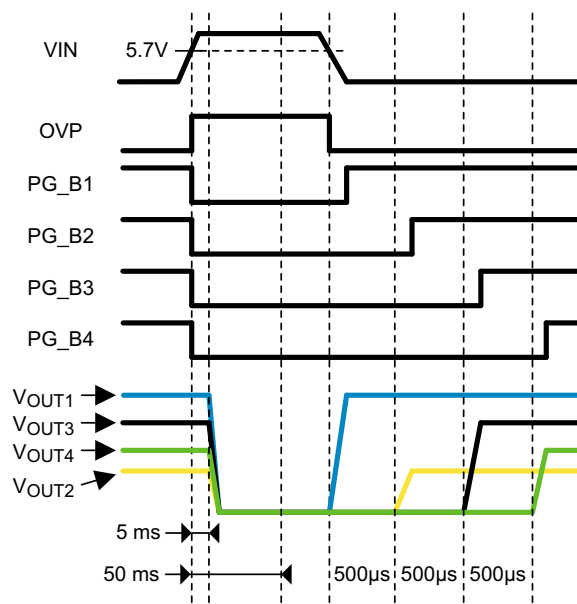 VIN
5.7V
OVP
PG_B1
PG_B2
PG_B3
PG_B4
VOUT1
VOUT3
VOUT4
VOUT2
5 ms
50 ms
500µs
500µs
500µs